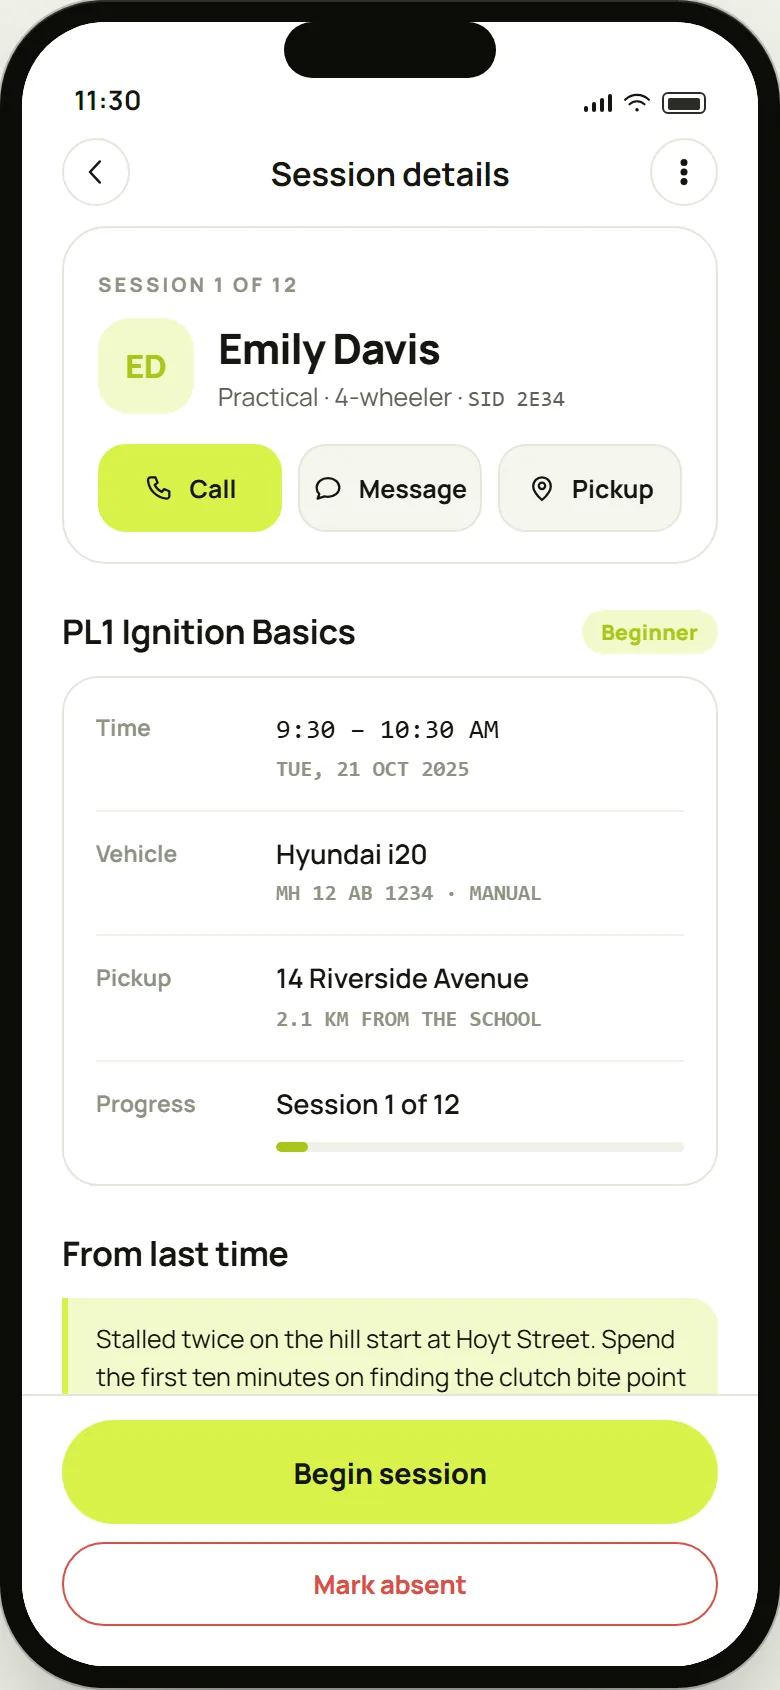 11:30
Session details
SESSION 1 OF 12
ED
Emily Davis
Practical · 4-wheeler · SID 2E34
Call
Message
Pickup
PL1 Ignition Basics
Beginner
Time
9:30 – 10:30 AM
TUE, 21 OCT 2025
Vehicle
Hyundai i20
MH 12 AB 1234 · MANUAL
Pickup
14 Riverside Avenue
2.1 KM FROM THE SCHOOL
Progress
Session 1 of 12
From last time
Stalled twice on the hill start at Hoyt Street. Spend
the first ten minutes on finding the clutch bite point
Begin session
Mark absent